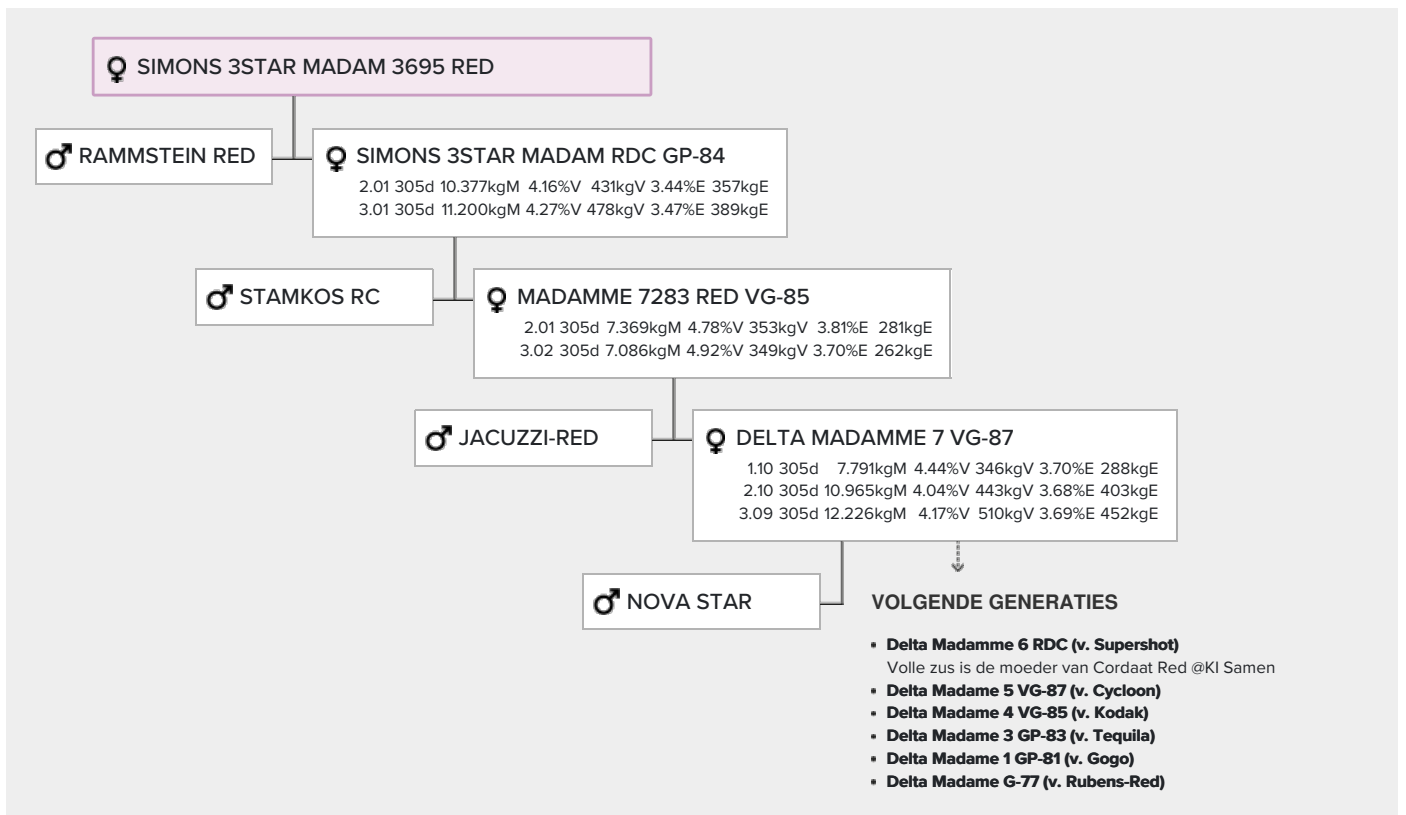 SIMONS 3STAR MADAM 3695 RED
RAMMSTEIN RED
SIMONS 3STAR MADAM RDC GP-84
2.01 305d 10.377kgM 4.16%V 431kgV 3.44%E 357kgE
3.01 305d 11.200kgM 4.27%V 478kgV 3.47%E 389kgE
STAMKOS RC
MADAMME 7283 RED VG-85
2.01 305d 7.369kgM 4.78%V 353kgV 3.81%E 281kgE
3.02 305d 7.086kgM 4.92%V 349kgV 3.70%E 262kgE
JACUZZI-RED
DELTA MADAMME 7 VG-87
1.10 305d 7.791kgM 4.44%V 346kgV 3.70%E 288kgE
2.10 305d 10.965kgM 4.04%V 443kgV 3.68%E 403kgE
3.09 305d 12.226kgM 4.17%V 510kgV 3.69%E 452kgE
NOVA STAR
VOLGENDE GENERATIES
• Delta Madamme 6 RDC (v. Supershot)
Volle zus is de moeder van Cordaat Red @KI Samen
• Delta Madame 5 VG-87 (v. Cycloon)
• Delta Madame 4 VG-85 (v. Kodak)
• Delta Madame 3 GP-83 (v. Tequila)
• Delta Madame 1 GP-81 (v. Gogo)
• Delta Madame G-77 (v. Rubens-Red)